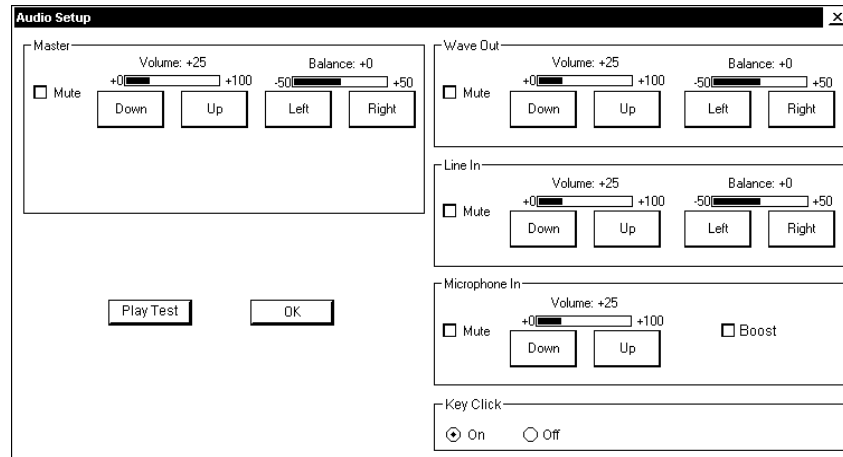 Audio Setup
Master
Volume: +25 Balance: +0
Mute +0 +100 -50 +50
Down Up Left Right
Play Test OK
Wave Out
Volume: +25 Balance: +0
Mute +0 +100 -50 +50
Down Up Left Right
Line In
Volume: +25 Balance: +0
Mute +0 +100 -50 +50
Down Up Left Right
Microphone In
Volume: +25
Mute +0 +100 Boost
Down Up
Key Click
On Off